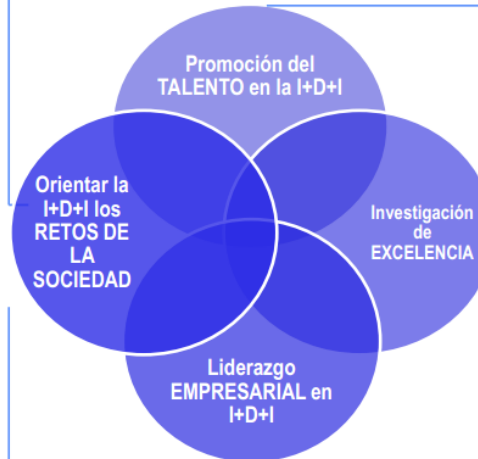 Promoción del
TALENTO en la I+D+I
Orientar la
I+D+I los
RETOS DE
LA
SOCIEDAD
Investigación
de
EXCELENCIA
Liderazgo
EMPRESARIAL en
I+D+I